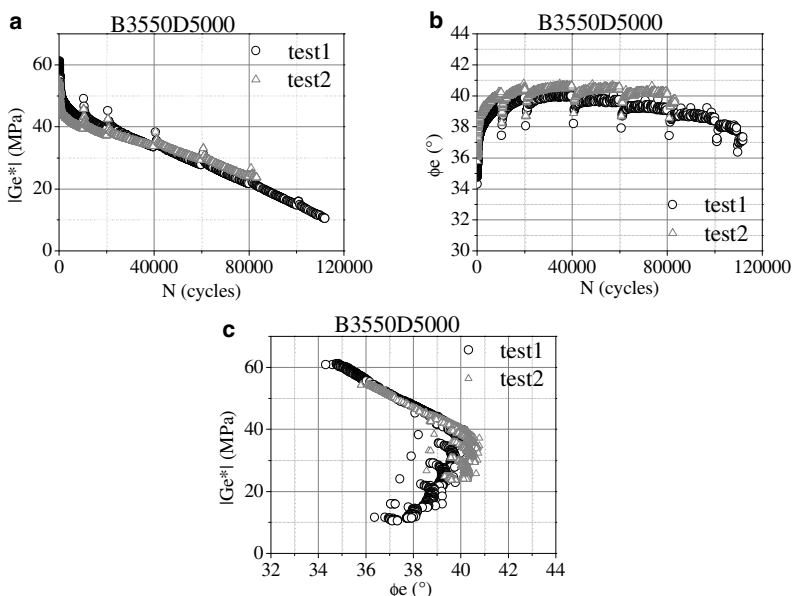 a
B3550D5000
test1
test2
|Ge*| (MPa)
60
40
20
0
0 40000 80000 120000
N (cycles)
b
B3550D5000
ϕe (°)
44
42
40
38
36
34
32
30
test1
test2
0 40000 80000 120000
N (cycles)
c
B3550D5000
test1
test2
|Ge*| (MPa)
60
40
20
0
32 34 36 38 40 42 44
ϕe (°)